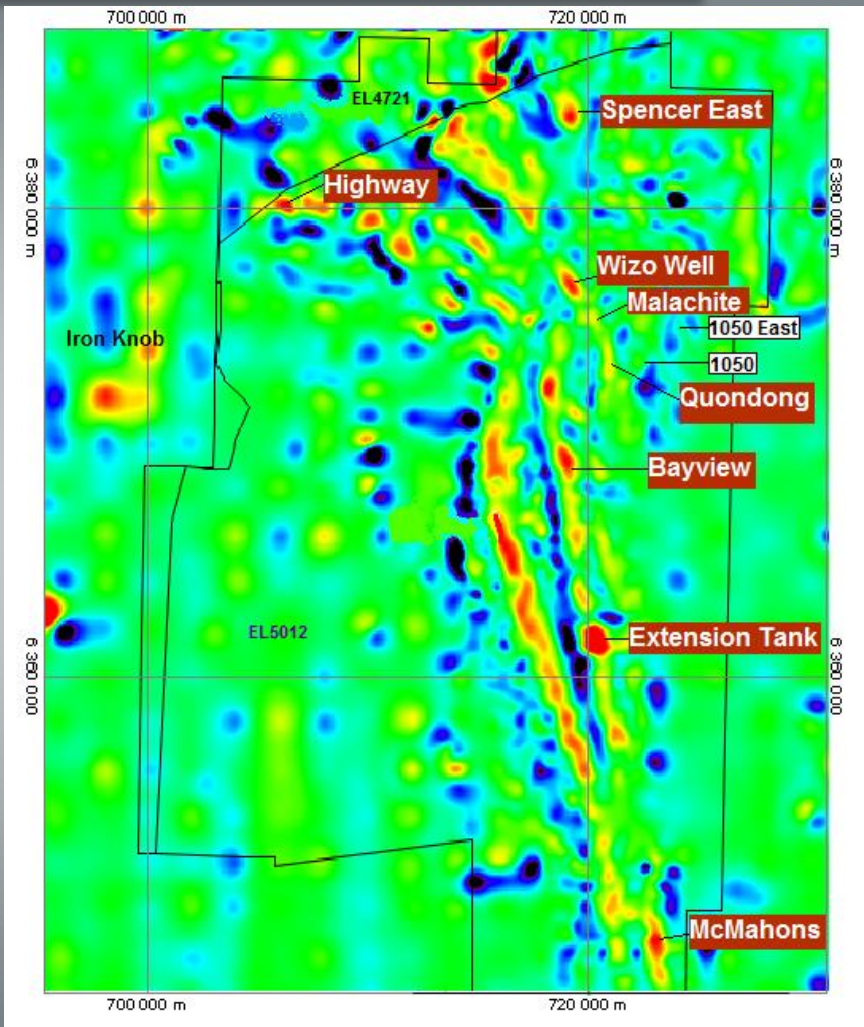 700 000 m
720 000 m
EL4721
Spencer East
6 380 000 m
Highway
6 380 000 m
Wizo Well
Malachite
1050 East
Iron Knob
1050
Quondong
Bayview
EL5012
Extension Tank
6 360 000
6 360 000
McMahons
700 000 m
720 000 m